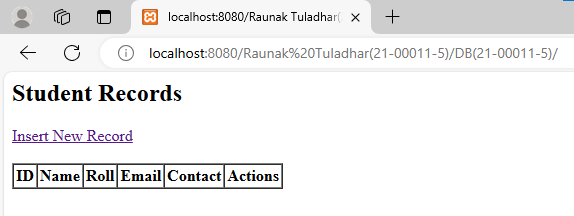 localhost:8080/Raunak Tuladhar(
localhost:8080/Raunak%20Tuladhar(21-00011-5)/DB(21-00011-5)/
Student Records
Insert New Record
ID Name Roll Email Contact Actions